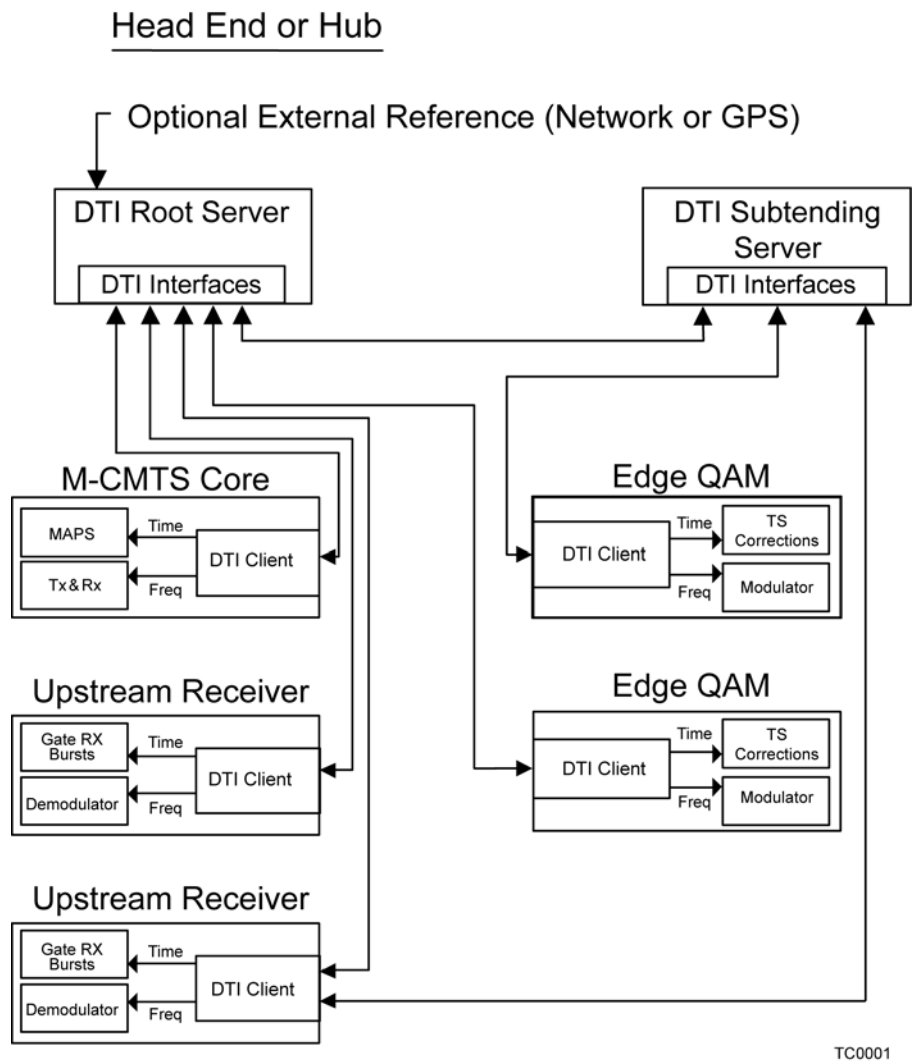 Head End or Hub
Optional External Reference (Network or GPS)
DTI Root Server
DTI Interfaces
DTI Subtending
Server
DTI Interfaces
M-CMTS Core
MAPS
Time
Tx & Rx
Freq
DTI Client
Edge QAM
DTI Client
Time
TS
Corrections
Freq
Modulator
Upstream Receiver
Gate RX
Bursts
Time
Demodulator
Freq
DTI Client
Edge QAM
DTI Client
Time
TS
Corrections
Freq
Modulator
Upstream Receiver
Gate RX
Bursts
Time
Demodulator
Freq
DTI Client
TC0001